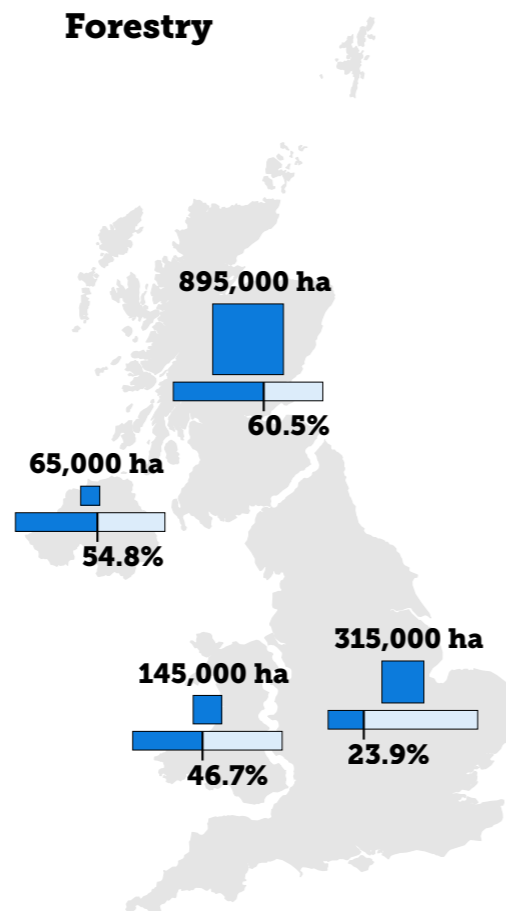 Forestry
895,000 ha
60.5%
65,000 ha
54.8%
315,000 ha
145,000 ha
23.9%
46.7%